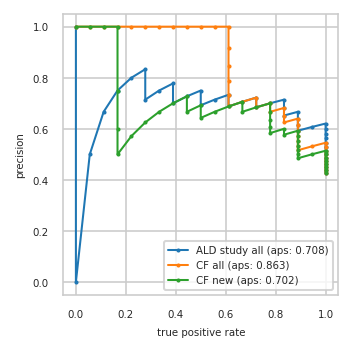 1.0
0.8
0.6
0.4
0.2
0.0
precision
0.0 0.2 0.4 0.6 0.8 1.0
true positive rate
ALD study all (aps: 0.708)
CF all (aps: 0.863)
CF new (aps: 0.702)